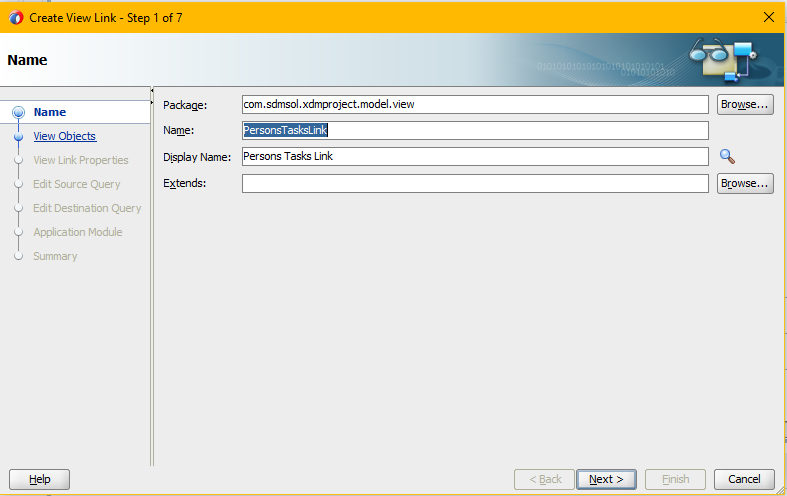 Create View Link - Step 1 of 7
Name
01010101010101010101010101
0101010101010
Name
View Objects
View Link Properties
Edit Source Query
Edit Destination Query
Application Module
Summary
Package: com.sdmsol.xdmproject.model.view Browse...
Name: PersonsTasksLink
Display Name: Persons Tasks Link
Extends: Browse...
Help < Back Next > Finish Cancel